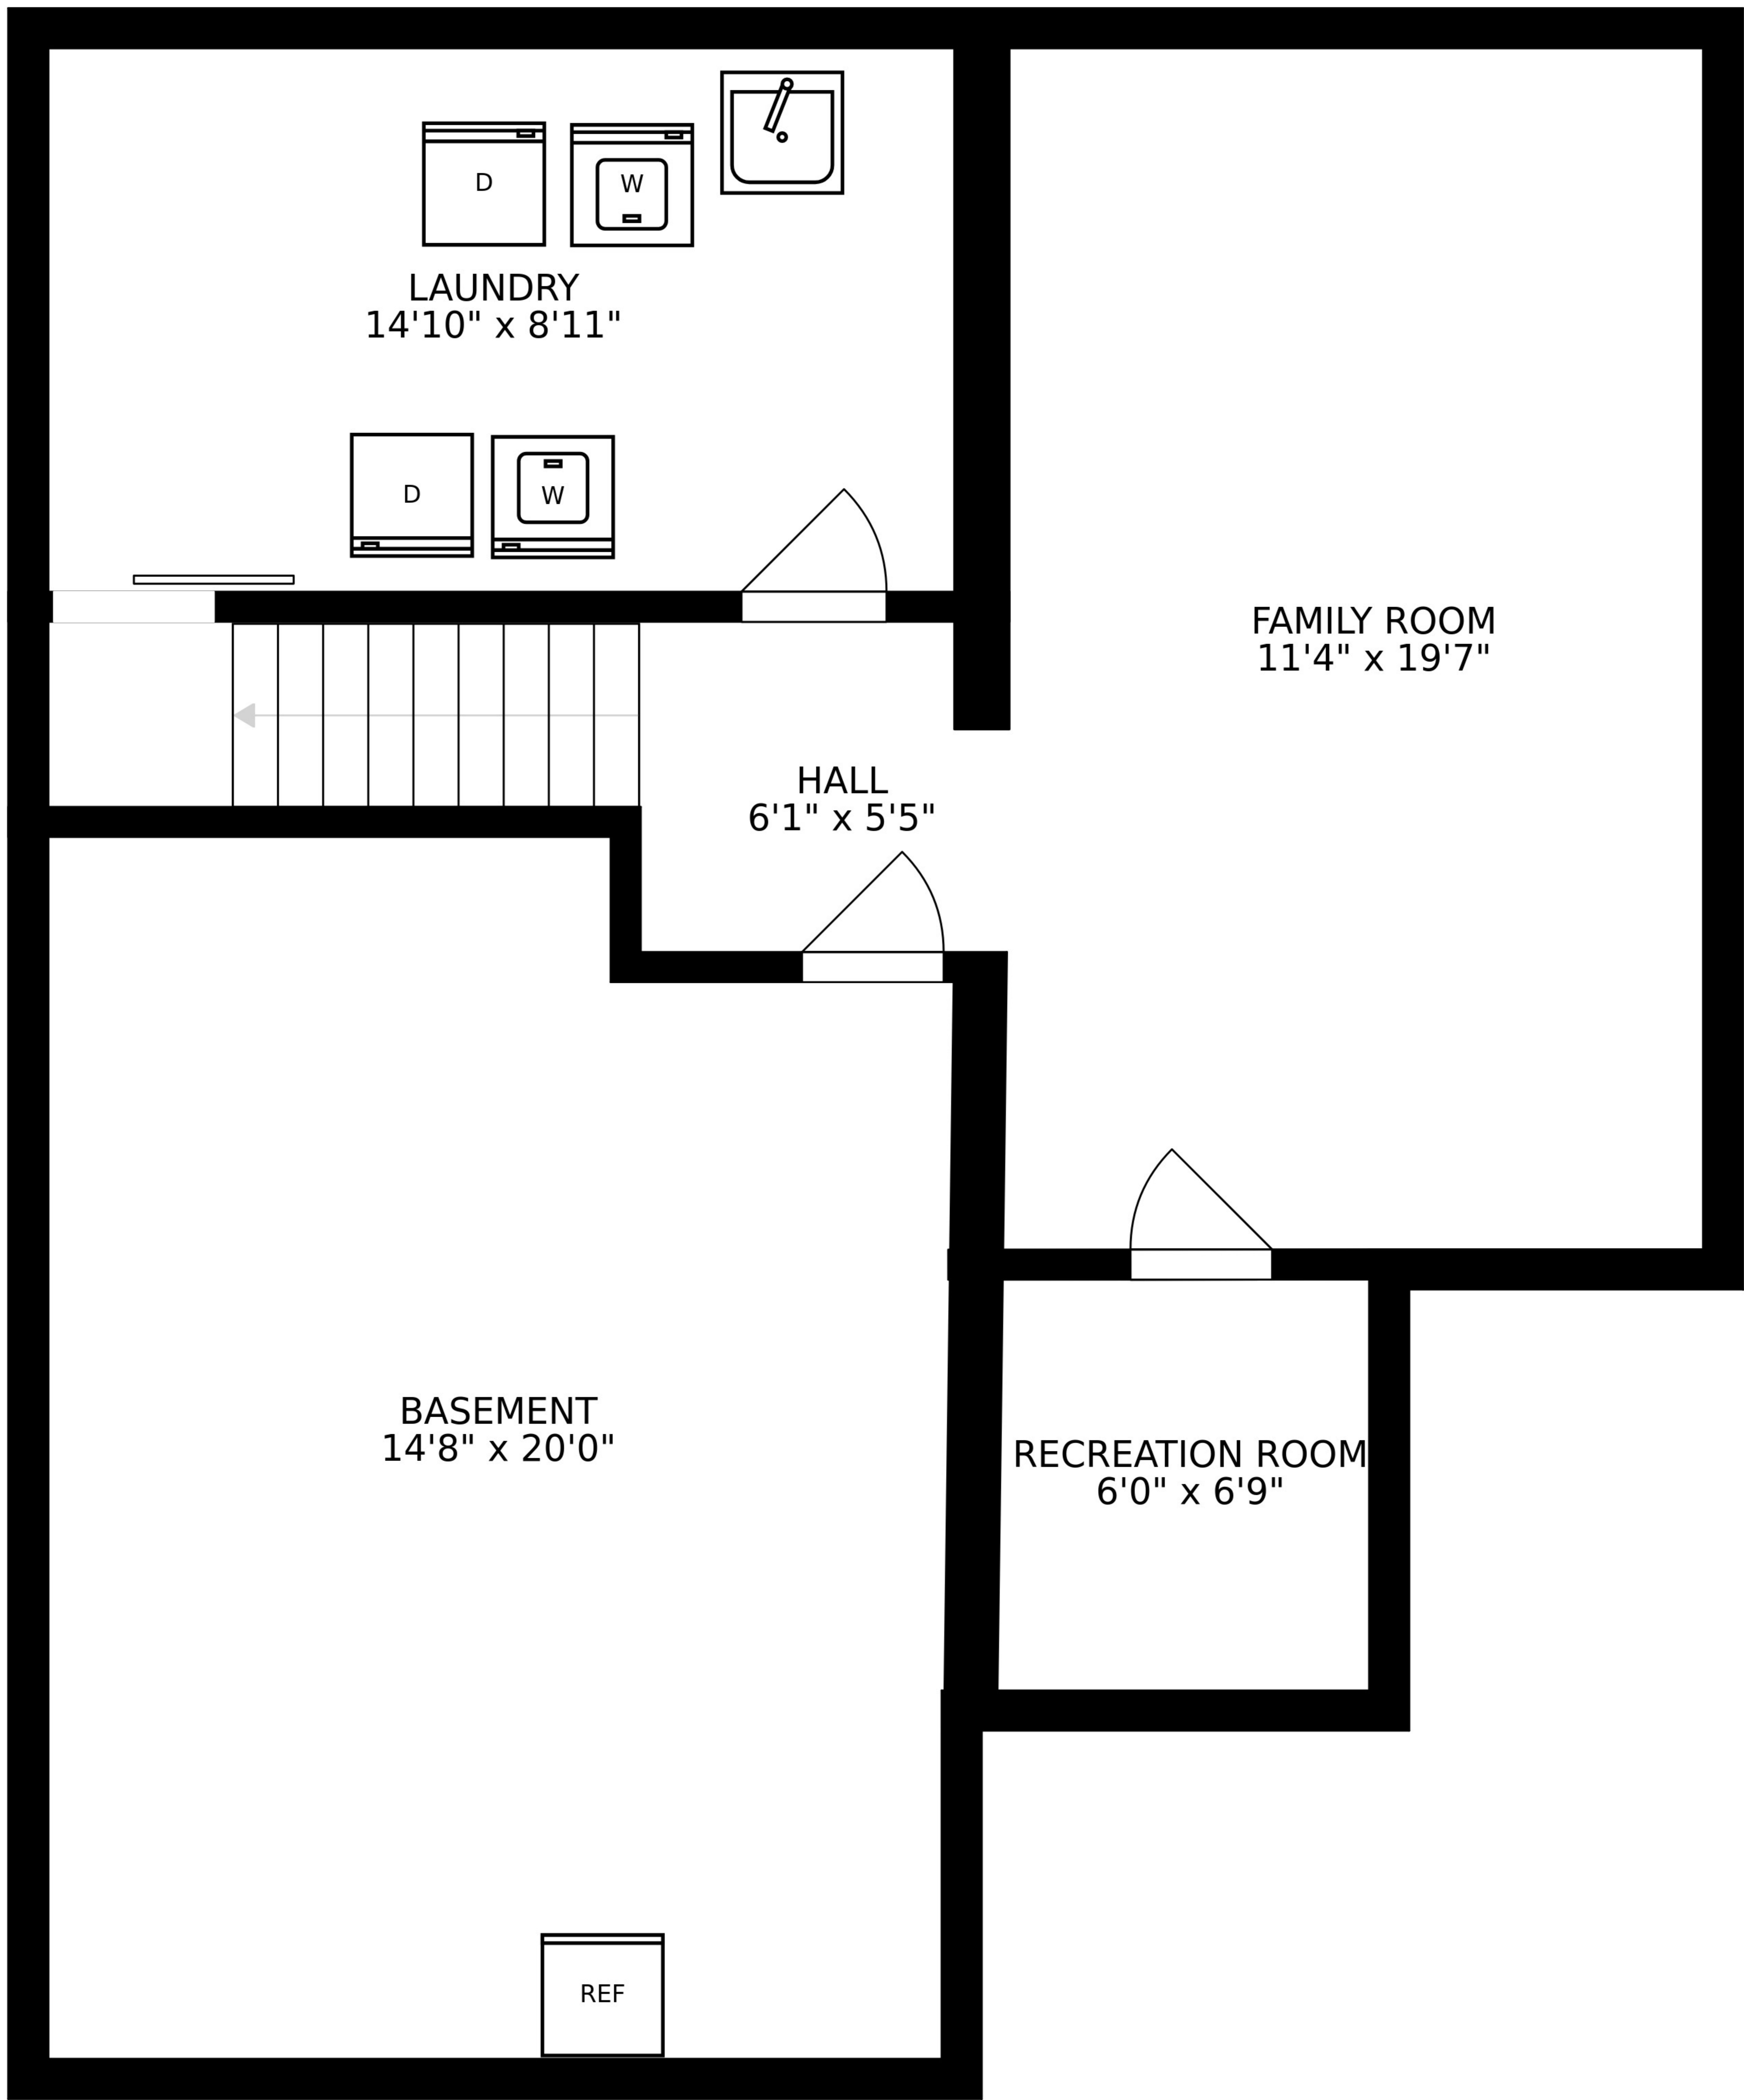 D
W
LAUNDRY
14'10" x 8'11"
D
W
FAMILY ROOM
11'4" x 19'7"
HALL
6'1" x 5'5"
BASEMENT
14'8" x 20'0"
RECREATION ROOM
6'0" x 6'9"
REF